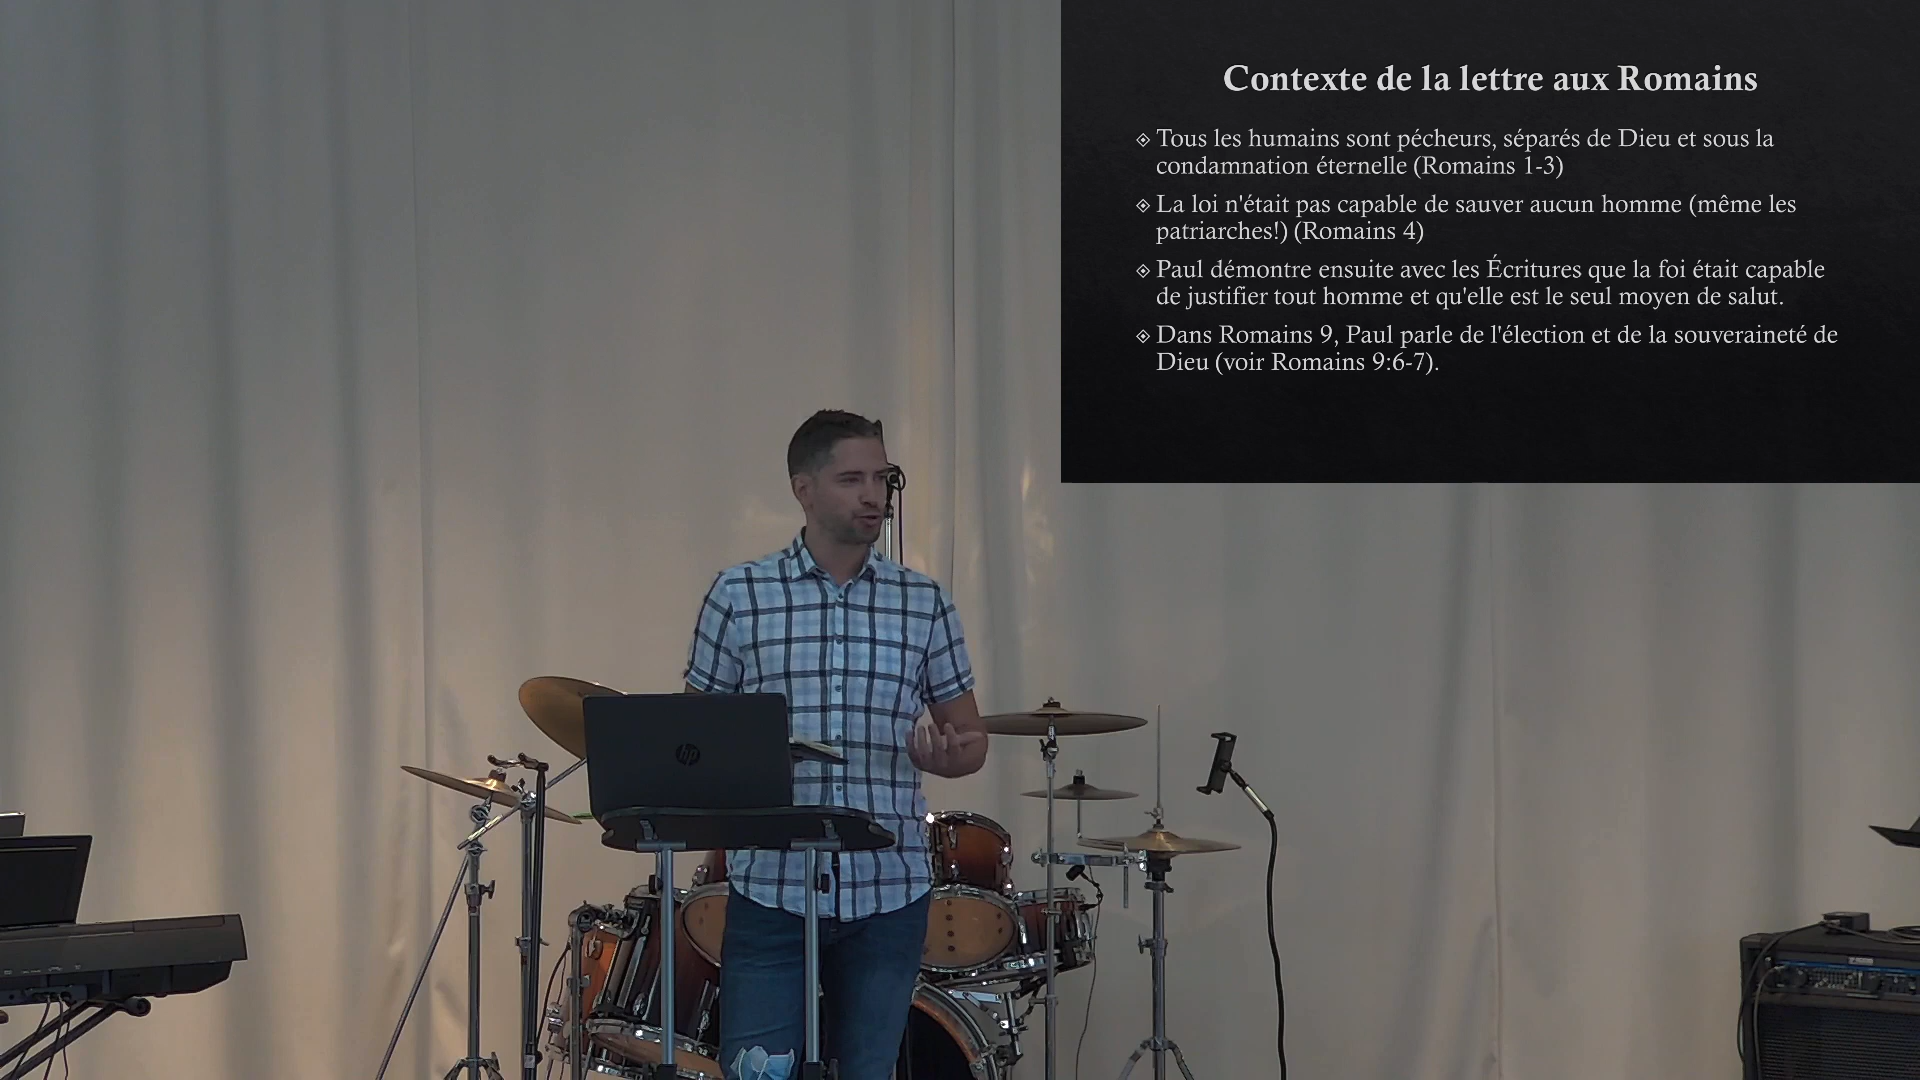 Contexte de la lettre aux Romains
Tous les humains sont pécheurs, séparés de Dieu et sous la
condamnation éternelle (Romains 1-3)
La loi n'était pas capable de sauver aucun homme (même les
patriarches!) (Romains 4)
Paul démontre ensuite avec les Écritures que la foi était capable
de justifier tout homme et qu'elle est le seul moyen de salut.
Dans Romains 9, Paul parle de l'élection et de la souveraineté de
Dieu (voir Romains 9:6-7).
hp